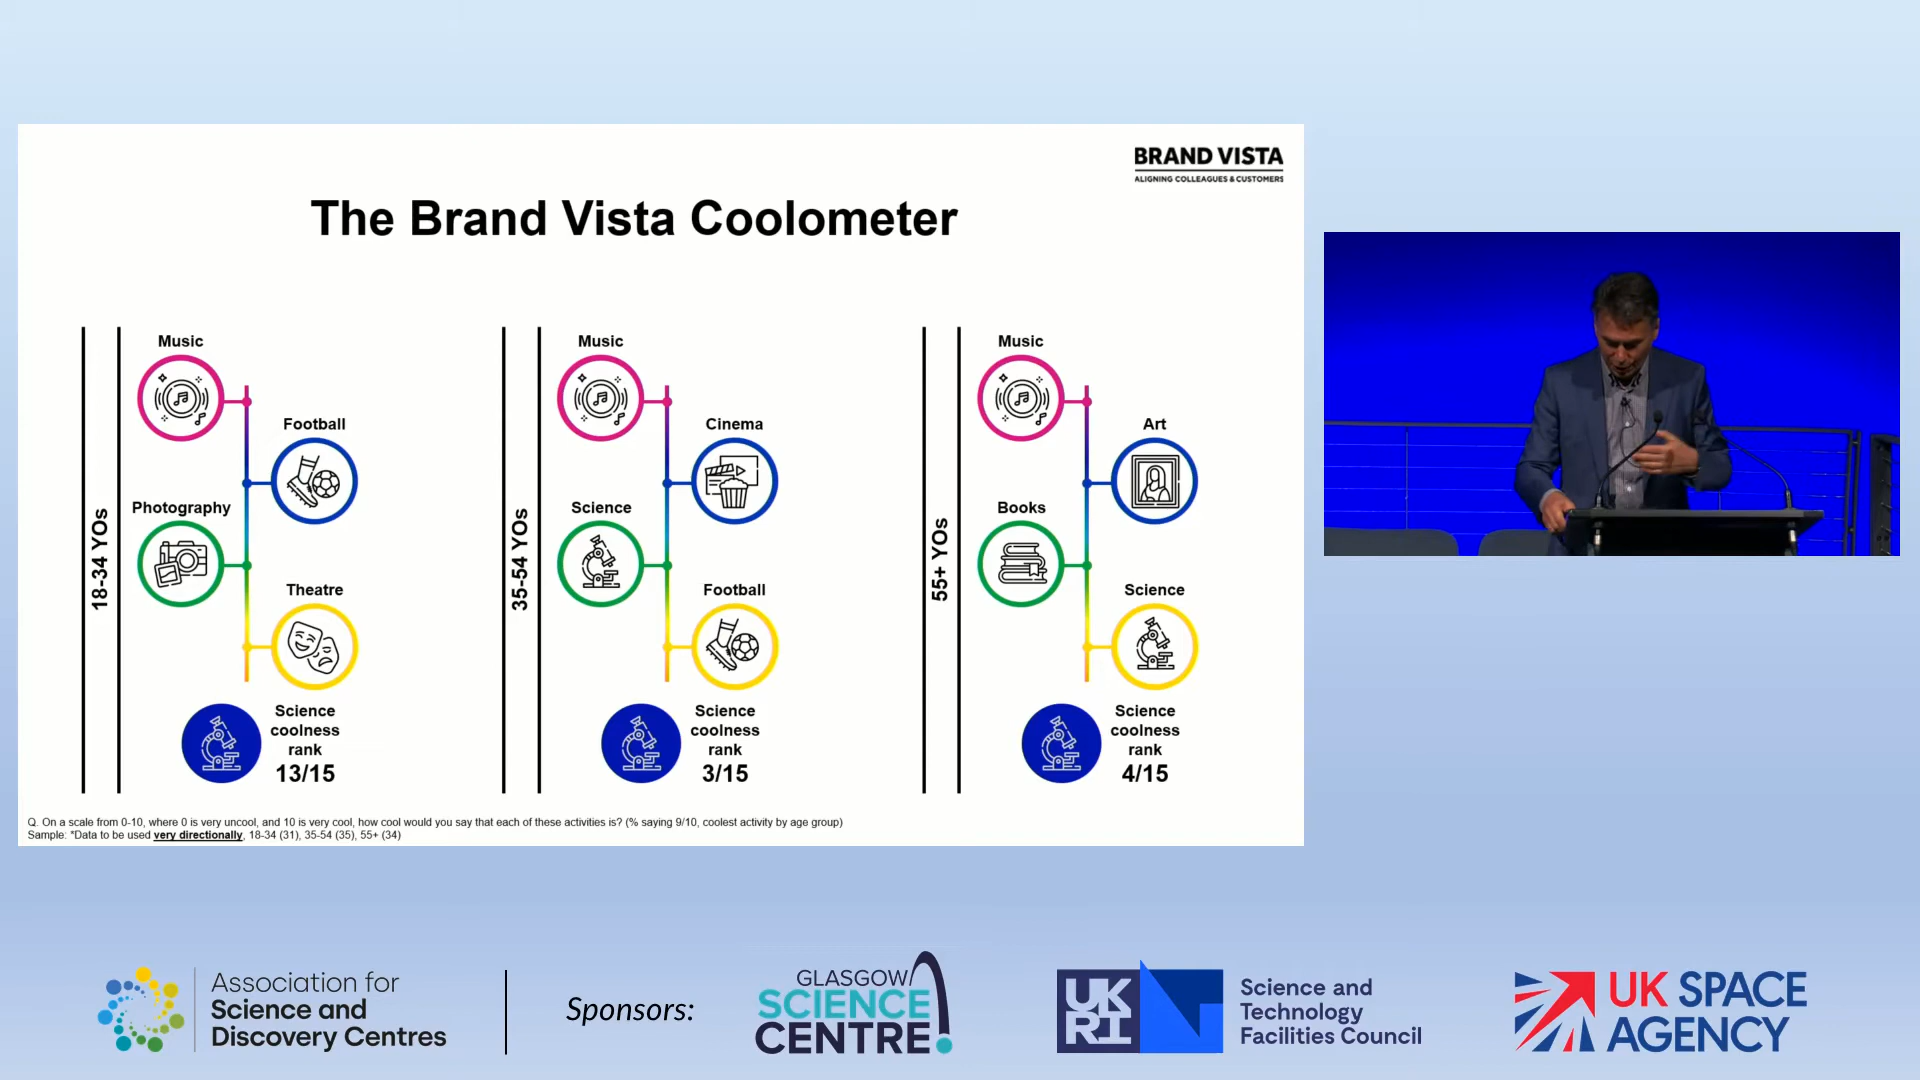 BRAND VISTA
ALIGNING COLLEAGUES & CUSTOMERS
The Brand Vista Coolometer
18-34 YOs
Music
Football
Photography
Theatre
Science
coolness
rank
13/15
35-54 YOs
Music
Cinema
Science
Football
Science
coolness
rank
3/15
55+ YOs
Music
Art
Books
Science
Science
coolness
rank
4/15
Q. On a scale from 0-10, where 0 is very uncool, and 10 is very cool, how cool would you say that each of these activities is? (% saying 9/10, coolest activity by age group)
Sample: *Data to be used very directionally, 18-34 (31), 35-54 (35), 55+ (34)
Association for
Science and
Discovery Centres
Sponsors:
GLASGOW
SCIENCE
CENTRE
UK
RI
Science and
Technology
Facilities Council
UK SPACE
AGENCY